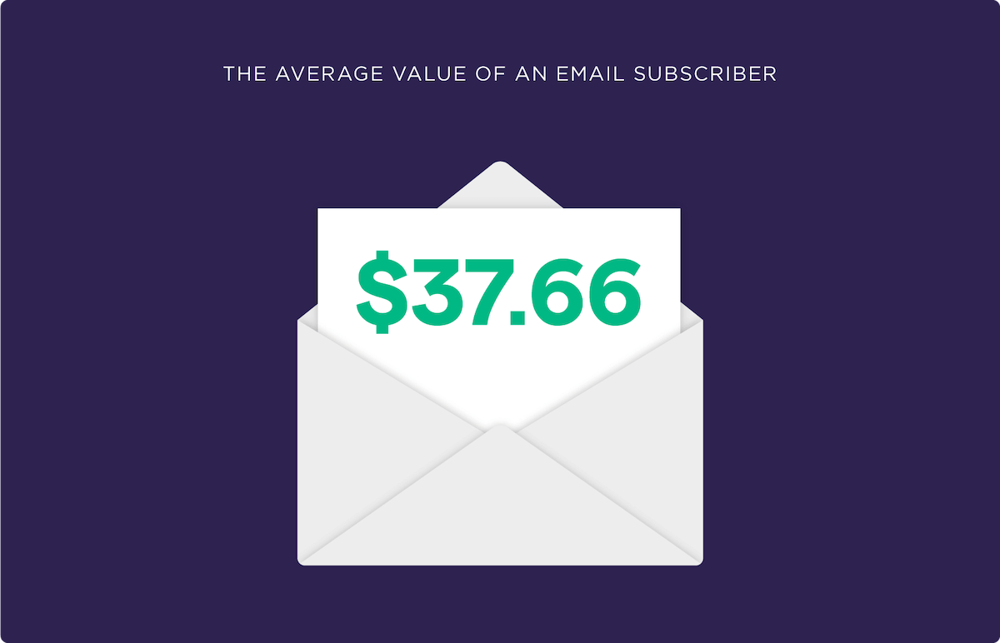 THE AVERAGE VALUE OF AN EMAIL SUBSCRIBER
$37.66